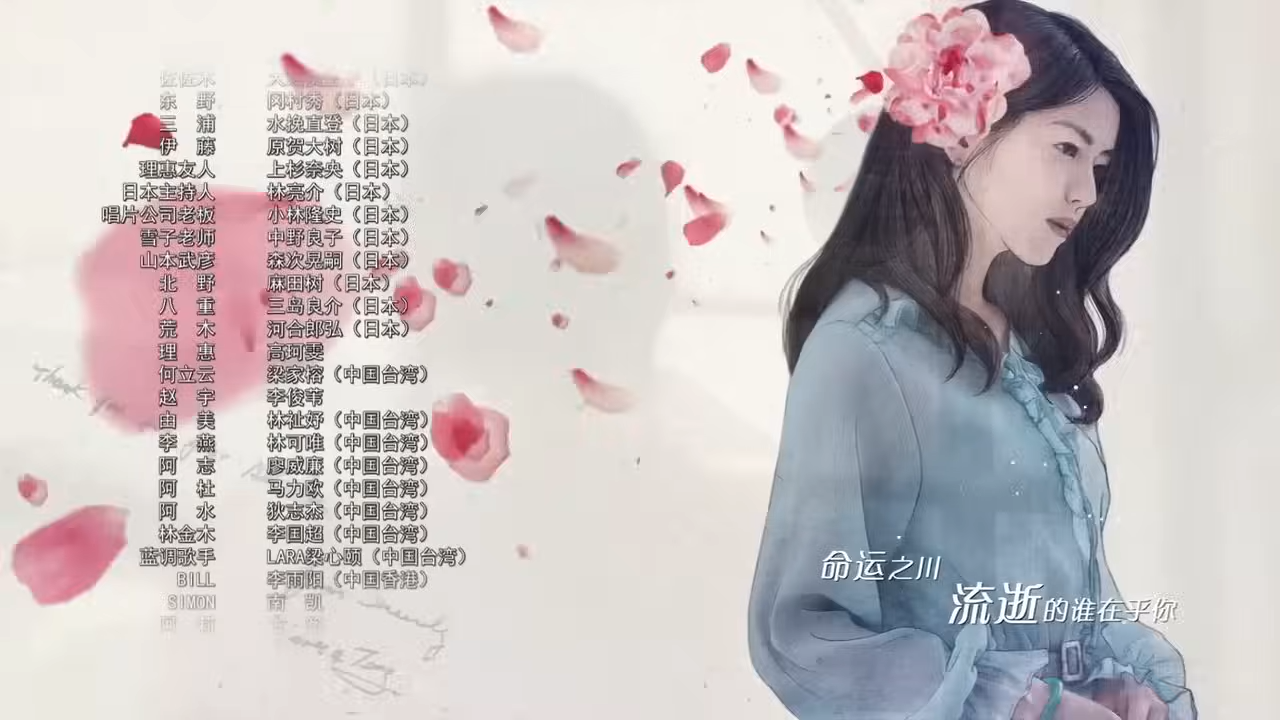 佐佐木
东 野 冈村秀（日本）
三 浦 水挽直登（日本）
伊 藤 原贺大树（日本）
理惠友人 上杉奈央（日本）
日本主持人 林亮介（日本）
唱片公司老板 小林隆史（日本）
雪子老师 中野良子（日本）
山本武彦 森次晃嗣（日本）
北 野 麻田树（日本）
八 重 三岛良介（日本）
荒 木 河合郎弘（日本）
理 惠 高珂雯
何立云 梁家榕（中国台湾）
赵 宇 李俊苇
由 美 林祉妤（中国台湾）
李 燕 林可唯（中国台湾）
阿 志 廖威廉（中国台湾）
阿 杜 马力欧（中国台湾）
阿 水 狄志杰（中国台湾）
林金木 李国超（中国台湾）
蓝调歌手 LARA梁心颐（中国台湾）
BILL 李雨阳（中国香港）
SIMON 南 凯
命运之川
流逝的谁在乎你
Thank you